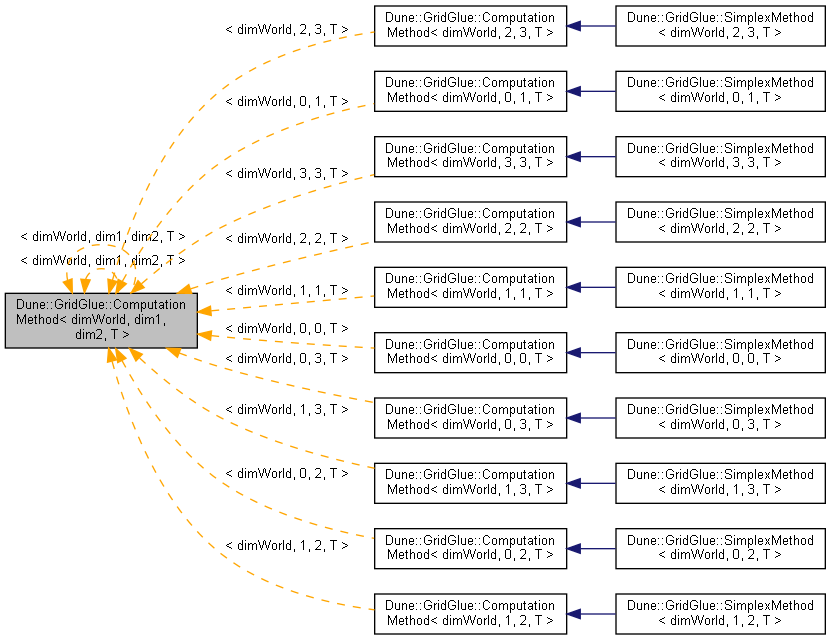 Dune::GridGlue::Computation
Method< dimWorld, 2, 3, T >
Dune::GridGlue::SimplexMethod
< dimWorld, 2, 3, T >
< dimWorld, 2, 3, T >
Dune::GridGlue::Computation
Method< dimWorld, 0, 1, T >
Dune::GridGlue::SimplexMethod
< dimWorld, 0, 1, T >
< dimWorld, 0, 1, T >
Dune::GridGlue::Computation
Method< dimWorld, 3, 3, T >
Dune::GridGlue::SimplexMethod
< dimWorld, 3, 3, T >
< dimWorld, 3, 3, T >
Dune::GridGlue::Computation
Method< dimWorld, 2, 2, T >
Dune::GridGlue::SimplexMethod
< dimWorld, 2, 2, T >
< dimWorld, dim1, dim2, T >
< dimWorld, 2, 2, T >
< dimWorld, dim1, dim2, T >
Dune::GridGlue::Computation
Method< dimWorld, 1, 1, T >
Dune::GridGlue::SimplexMethod
< dimWorld, 1, 1, T >
< dimWorld, 1, 1, T >
Dune::GridGlue::Computation
Method< dimWorld, dim1,
dim2, T >
< dimWorld, 0, 0, T >
Dune::GridGlue::Computation
Method< dimWorld, 0, 0, T >
Dune::GridGlue::SimplexMethod
< dimWorld, 0, 0, T >
< dimWorld, 0, 3, T >
Dune::GridGlue::Computation
Method< dimWorld, 0, 3, T >
Dune::GridGlue::SimplexMethod
< dimWorld, 0, 3, T >
< dimWorld, 1, 3, T >
Dune::GridGlue::Computation
Method< dimWorld, 1, 3, T >
Dune::GridGlue::SimplexMethod
< dimWorld, 1, 3, T >
< dimWorld, 0, 2, T >
Dune::GridGlue::Computation
Method< dimWorld, 0, 2, T >
Dune::GridGlue::SimplexMethod
< dimWorld, 0, 2, T >
< dimWorld, 1, 2, T >
Dune::GridGlue::Computation
Method< dimWorld, 1, 2, T >
Dune::GridGlue::SimplexMethod
< dimWorld, 1, 2, T >